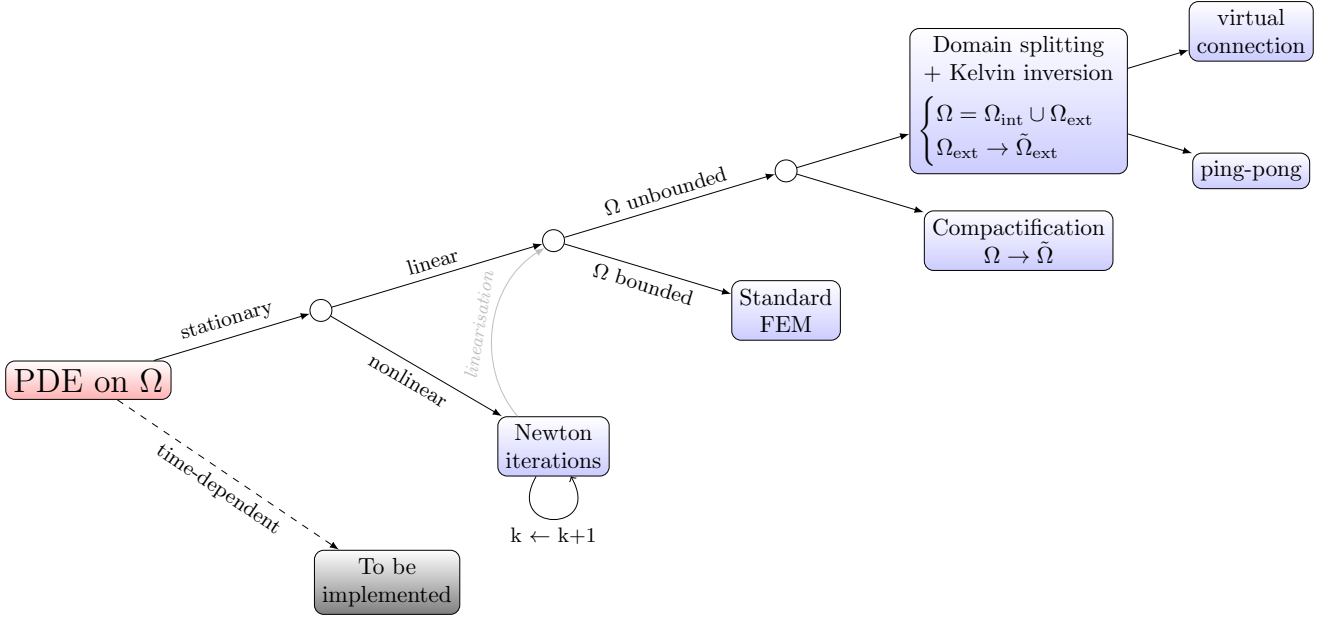 virtual
connection
Domain splitting
+ Kelvin inversion
Ω = Ω_int ∪ Ω_ext
Ω_ext → Ω̃_ext
ping-pong
Ω unbounded
Compactification
Ω → Ω̃
linear
Ω bounded
Standard
FEM
linearisation
stationary
PDE on Ω
nonlinear
Newton
iterations
k ← k+1
time-dependent
To be
implemented